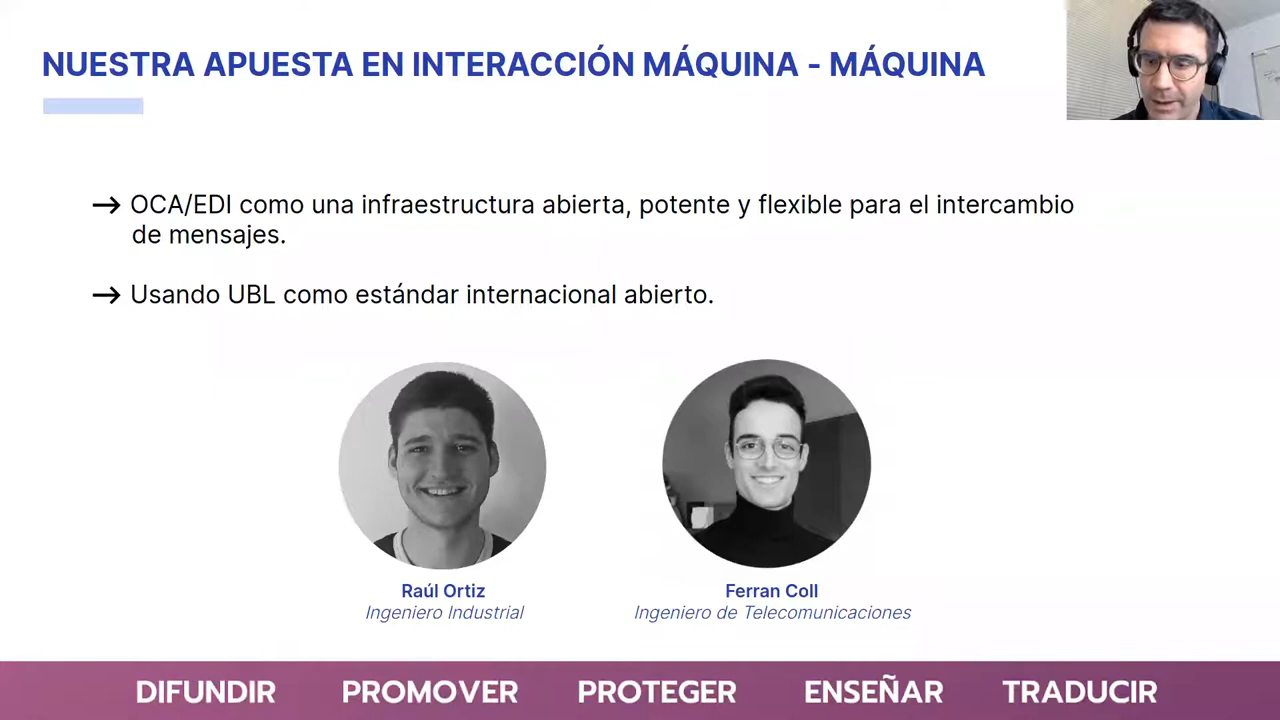 NUESTRA APUESTA EN INTERACCIÓN MÁQUINA - MÁQUINA
→ OCA/EDI como una infraestructura abierta, potente y flexible para el intercambio
de mensajes.
→ Usando UBL como estándar internacional abierto.
Raúl Ortiz
Ingeniero Industrial
Ferran Coll
Ingeniero de Telecomunicaciones
DIFUNDIR PROMOVER PROTEGER ENSEÑAR TRADUCIR